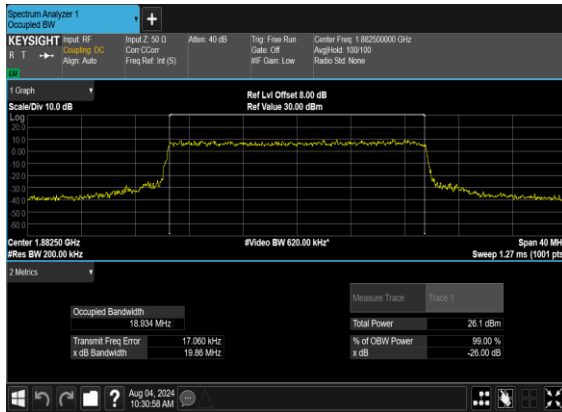 Spectrum Analyzer 1
Occupied BW
KEYSIGHT
R T
Input: RF
Coupling: DC
Align: Auto
Input Z: 50 Ω
Corr CCorr
Freq Ref: Int (S)
Atten: 40 dB
Trig: Free Run
Gate: Off
#IF Gain: Low
Center Freq: 1.882500000 GHz
Avg|Hold: 100/100
Radio Std: None
1 Graph
Scale/Div 10.0 dB
Ref Lvl Offset 8.00 dB
Ref Value 30.00 dBm
Log
20.0
10.0
0.00
-10.0
-20.0
-30.0
-40.0
-50.0
-60.0
Center 1.88250 GHz
#Res BW 200.00 kHz
#Video BW 620.00 kHz*
Span 40 MH
Sweep 1.27 ms (1001 pts
2 Metrics
Measure Trace
Trace 1
Occupied Bandwidth
18.934 MHz
Total Power
26.1 dBm
Transmit Freq Error
17.060 kHz
% of OBW Power
99.00 %
x dB Bandwidth
19.86 MHz
x dB
-26.00 dB
Aug 04, 2024
10:30:58 AM